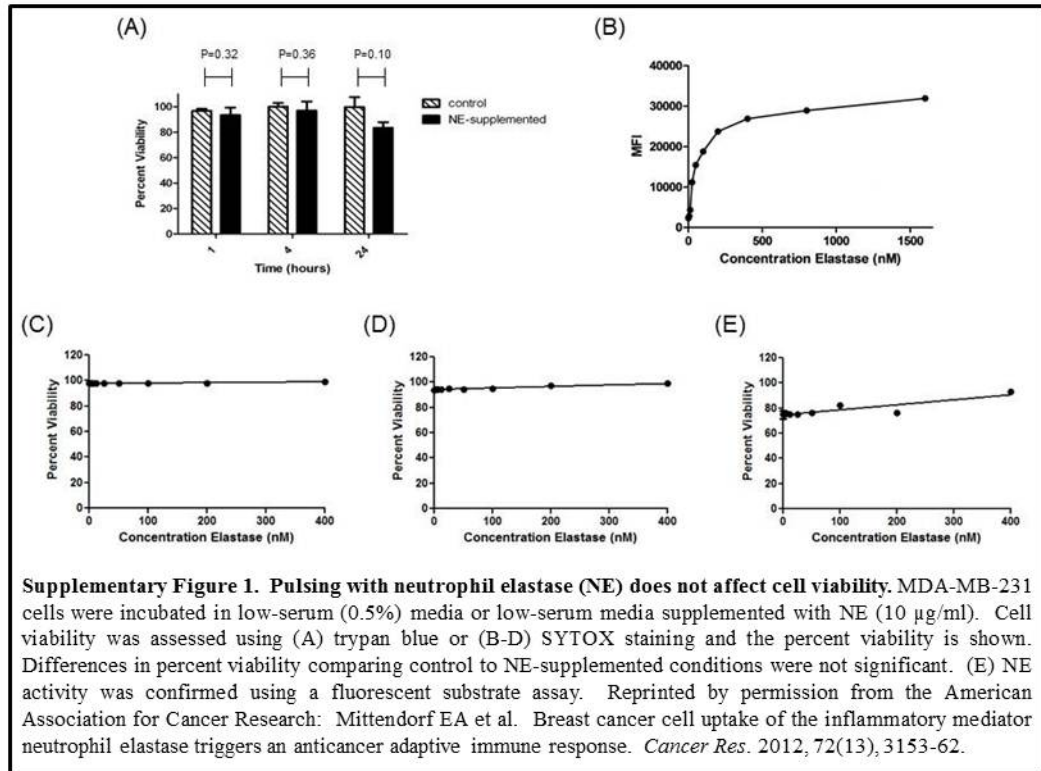 (A)
P=0.32 P=0.36 P=0.10
control
NE-supplemented
Percent Viability
100
80
60
40
20
0
1 4 24
Time (hours)
(B)
MFI
40000
30000
20000
10000
0
0 500 1000 1500
Concentration Elastase (nM)
(C)
Percent Viability
120
100
80
60
40
20
0
0 100 200 300 400
Concentration Elastase (nM)
(D)
Percent Viability
120
100
80
60
40
20
0
0 100 200 300 400
Concentration Elastase (nM)
(E)
Percent Viability
120
100
80
60
40
20
0
0 100 200 300 400
Concentration Elastase (nM)
Supplementary Figure 1. Pulsing with neutrophil elastase (NE) does not affect cell viability. MDA-MB-231
cells were incubated in low-serum (0.5%) media or low-serum media supplemented with NE (10 µg/ml). Cell
viability was assessed using (A) trypan blue or (B-D) SYTOX staining and the percent viability is shown.
Differences in percent viability comparing control to NE-supplemented conditions were not significant. (E) NE
activity was confirmed using a fluorescent substrate assay. Reprinted by permission from the American
Association for Cancer Research: Mittendorf EA et al. Breast cancer cell uptake of the inflammatory mediator
neutrophil elastase triggers an anticancer adaptive immune response. Cancer Res. 2012, 72(13), 3153-62.